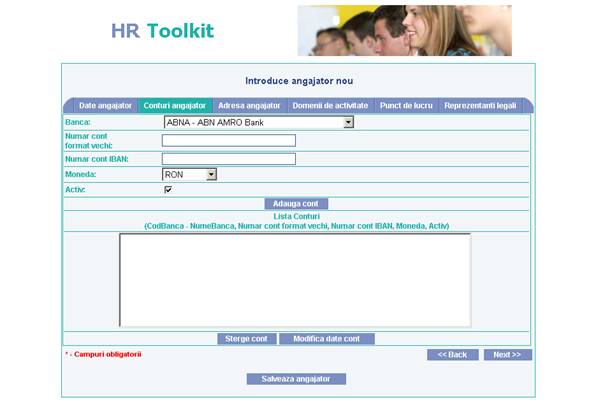 HR Toolkit
Introduce angajator nou
Date angajator Conturi angajator Adresa angajator Domenii de activitate Punct de lucru Reprezentanti legali
Banca: ABNA - ABN AMRO Bank
Numar cont
format vechi:
Numar cont IBAN:
Moneda: RON
Activ:
Adauga cont
Lista Conturi
(CodBanca - NumeBanca, Numar cont format vechi, Numar cont IBAN, Moneda, Activ)
Sterge cont Modifica date cont
* - Campuri obligatorii << Back Next >>
Salveaza angajator